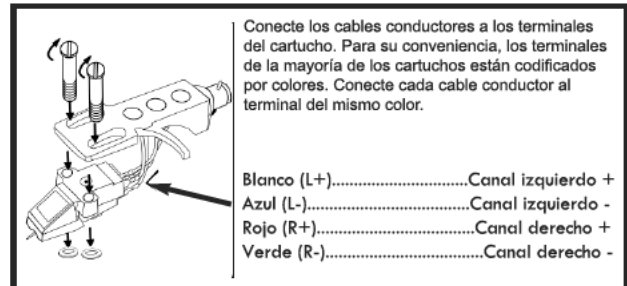 Conecte los cables conductores a los terminales
del cartucho. Para su conveniencia, los terminales
de la mayoría de los cartuchos están codificados
por colores. Conecte cada cable conductor al
terminal del mismo color.
Blanco (L+)................................Canal izquierdo +
Azul (L-).....................................Canal izquierdo -
Rojo (R+)....................................Canal derecho +
Verde (R-).....................................Canal derecho -